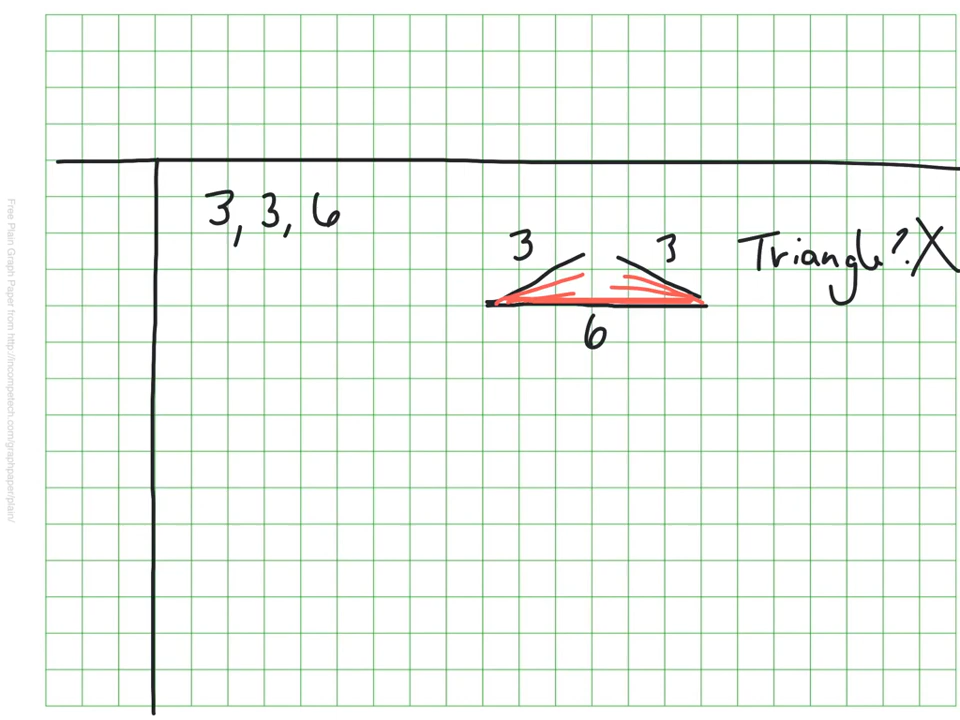 Free Plain Graph Paper from http://incompetech.com/graphpaper/plain/
3, 3, 6
3 3
Triangle? X
6